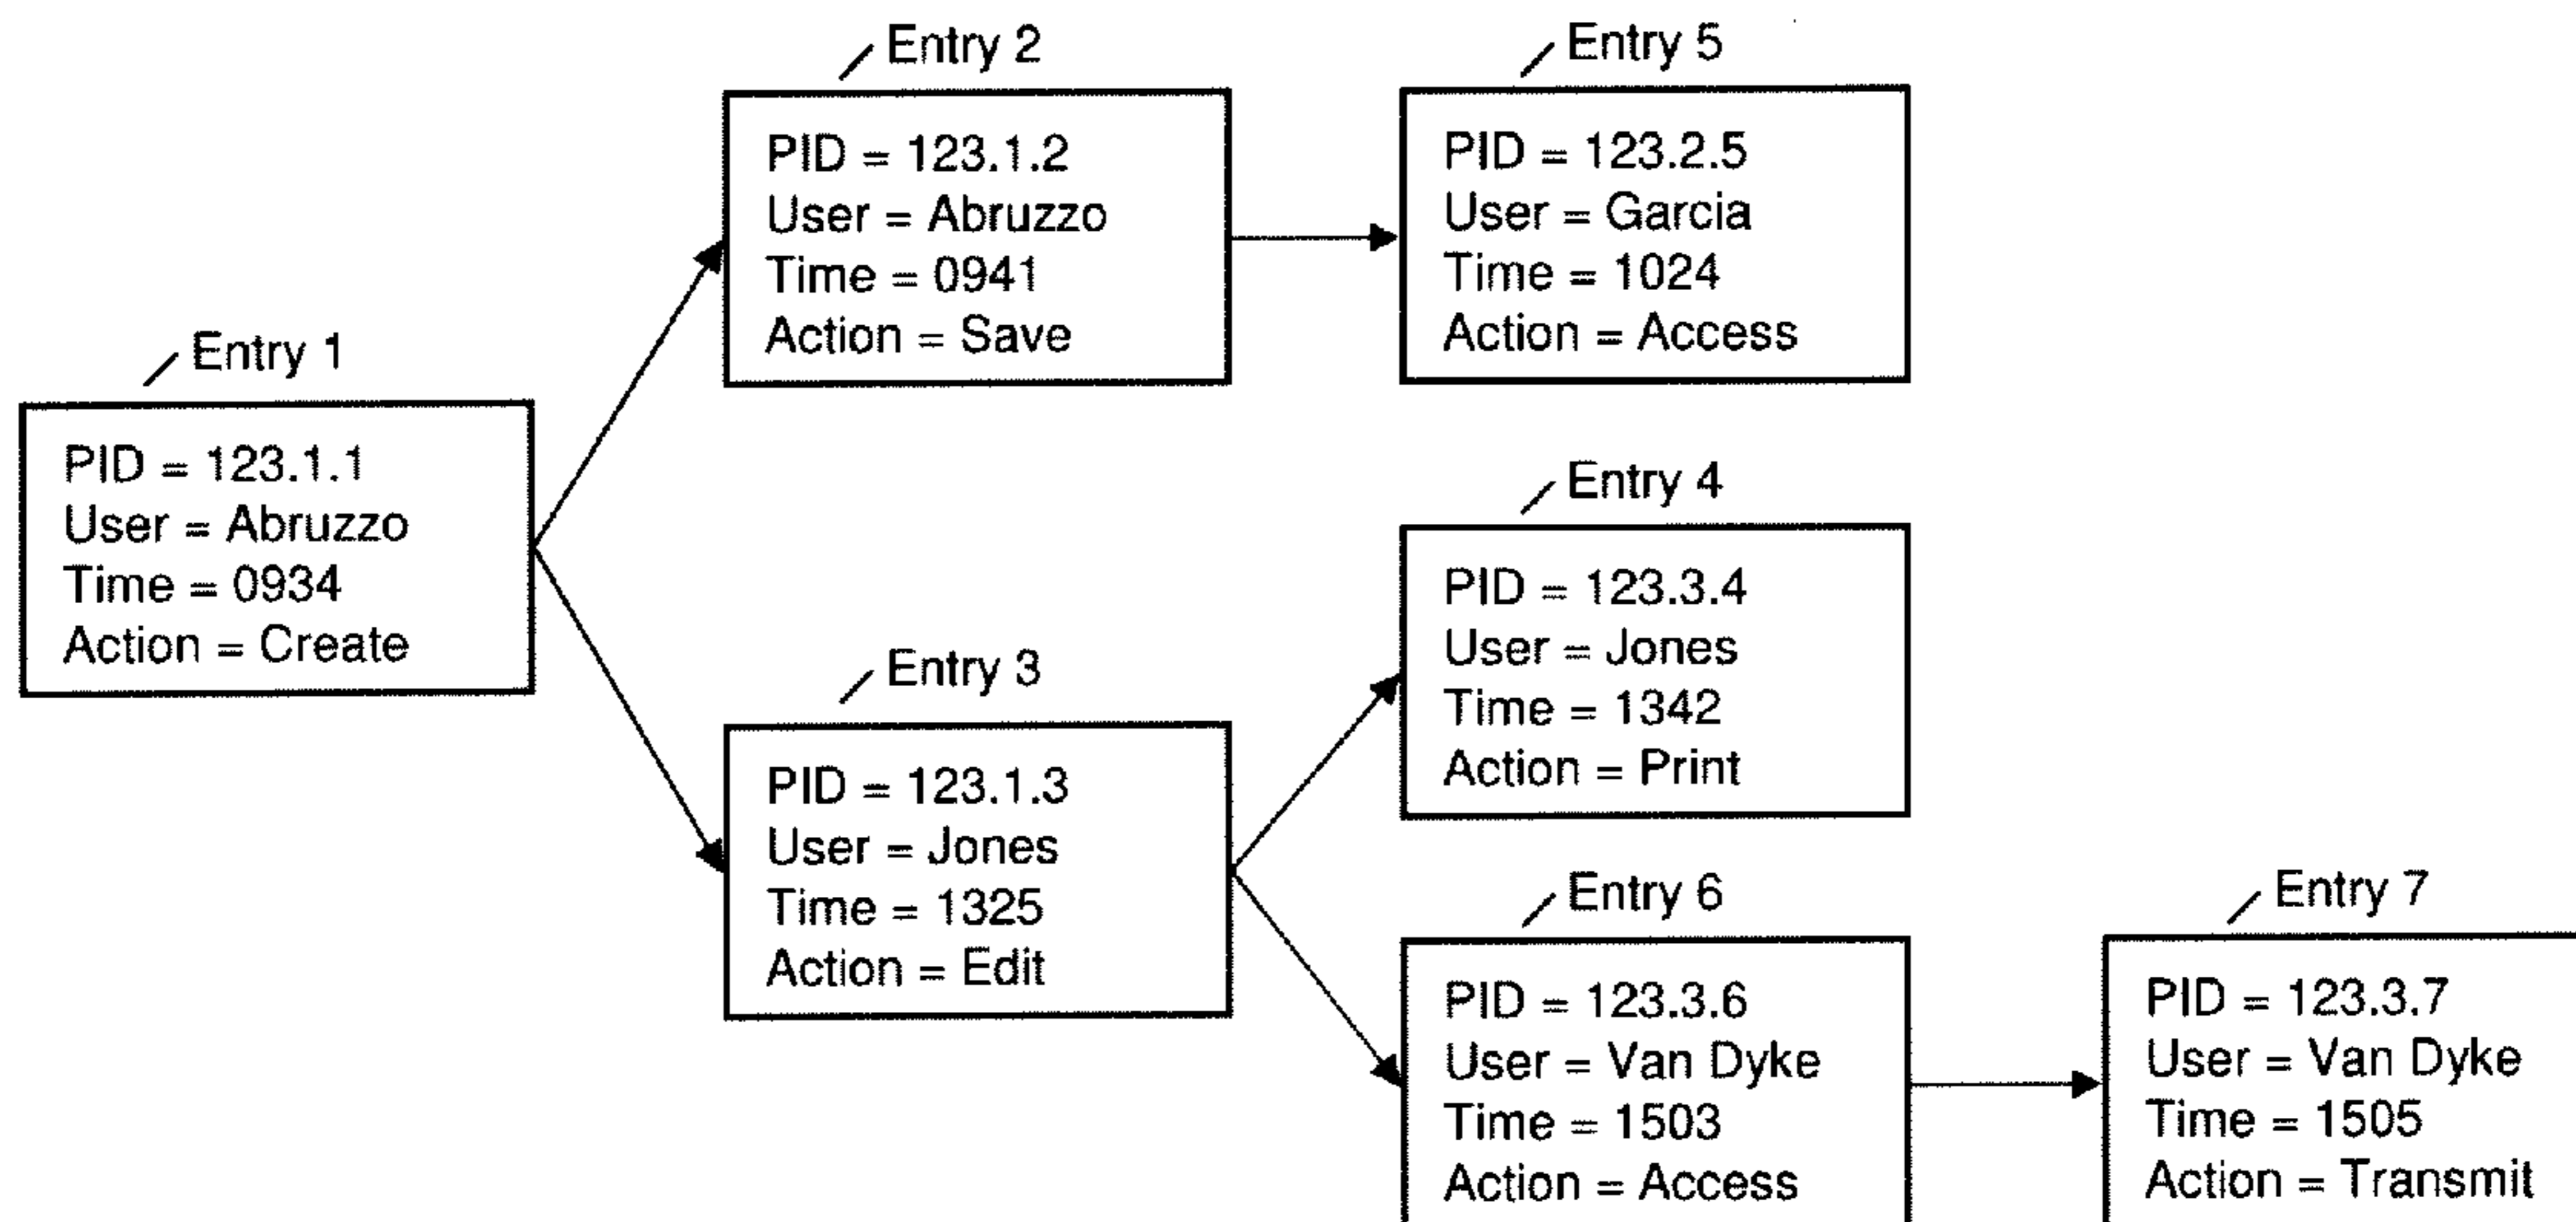 Entry 1
PID = 123.1.1
User = Abruzzo
Time = 0934
Action = Create
Entry 2
PID = 123.1.2
User = Abruzzo
Time = 0941
Action = Save
Entry 5
PID = 123.2.5
User = Garcia
Time = 1024
Action = Access
Entry 3
PID = 123.1.3
User = Jones
Time = 1325
Action = Edit
Entry 4
PID = 123.3.4
User = Jones
Time = 1342
Action = Print
Entry 6
PID = 123.3.6
User = Van Dyke
Time = 1503
Action = Access
Entry 7
PID = 123.3.7
User = Van Dyke
Time = 1505
Action = Transmit